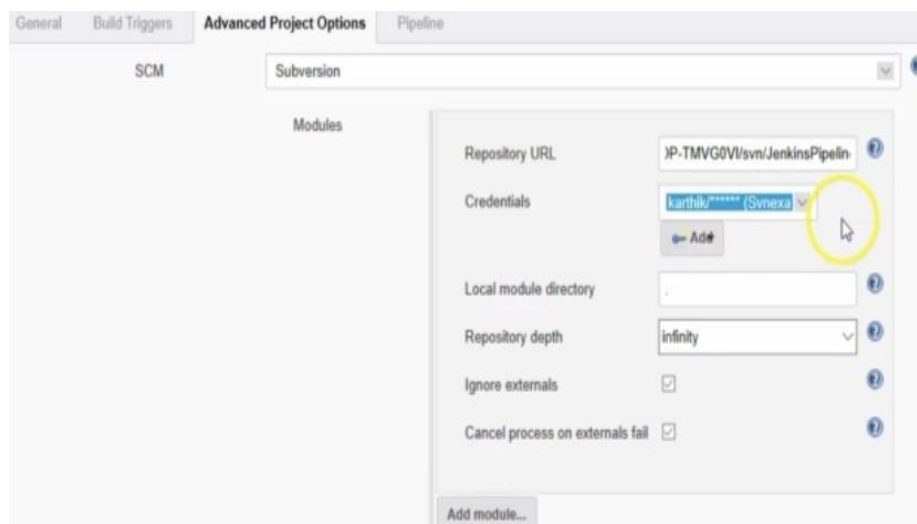 General Build Triggers Advanced Project Options Pipeline
SCM Subversion
Modules
Repository URL )P-TMVG0VI/svn/JenkinsPipelin
Credentials karthik/****** (Svnexa
Add
Local module directory .
Repository depth infinity
Ignore externals
Cancel process on externals fail
Add module...